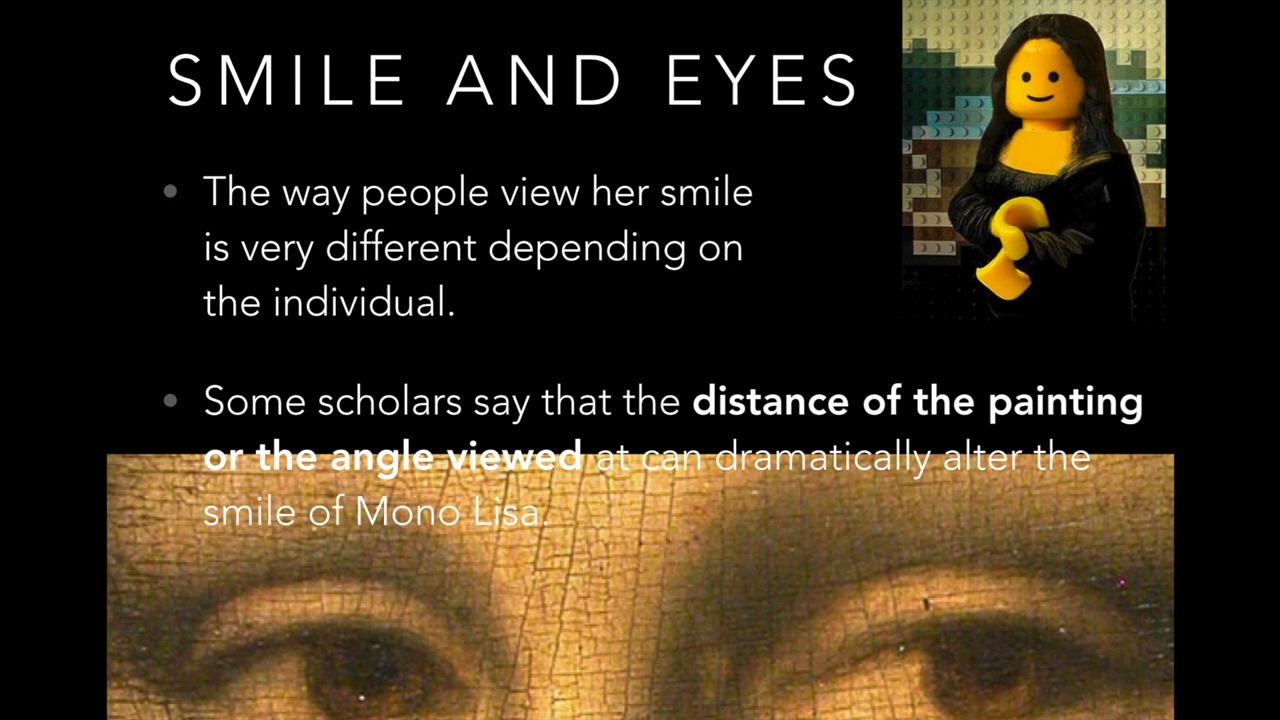 SMILE AND EYES
• The way people view her smile
is very different depending on
the individual.
• Some scholars say that the distance of the painting
or the angle viewed at can dramatically alter the
smile of Mono Lisa.